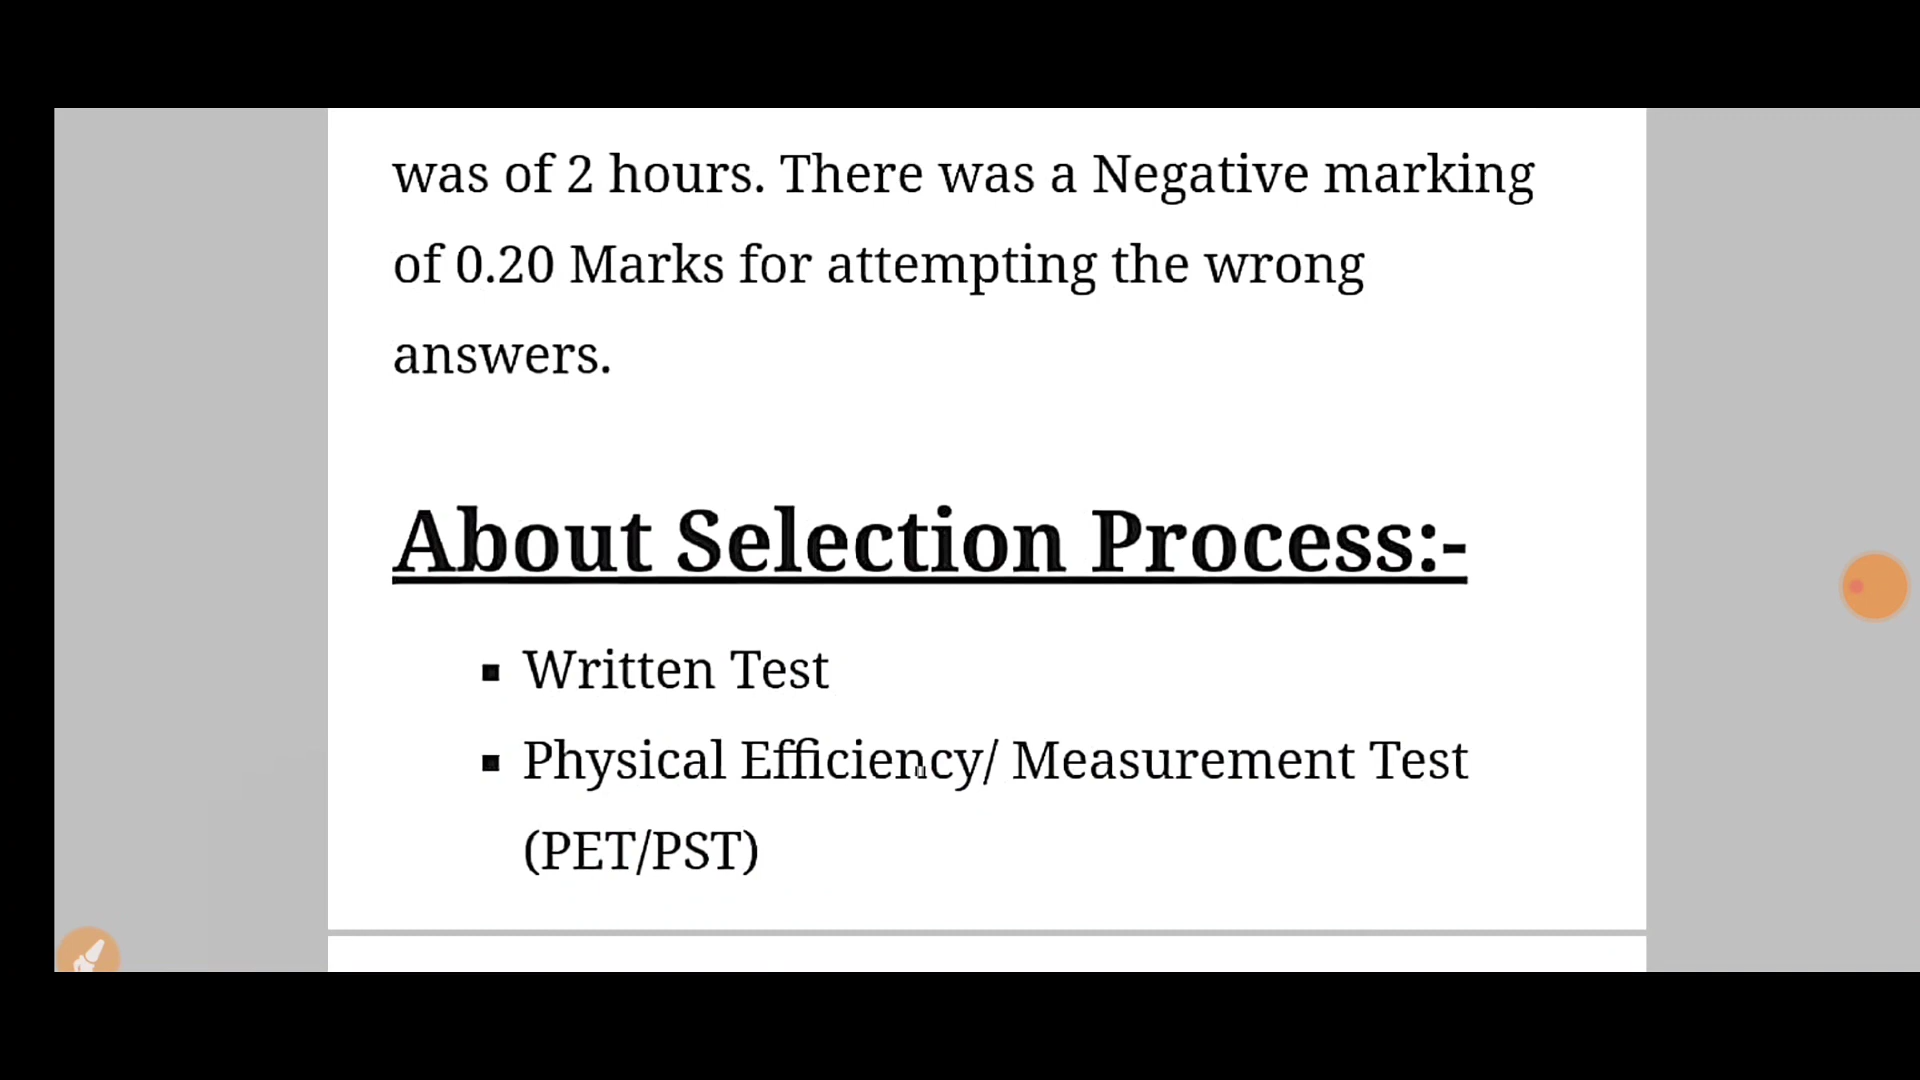 was of 2 hours. There was a Negative marking
of 0.20 Marks for attempting the wrong
answers.
About Selection Process:-
▪ Written Test
▪ Physical Efficiency/ Measurement Test
(PET/PST)